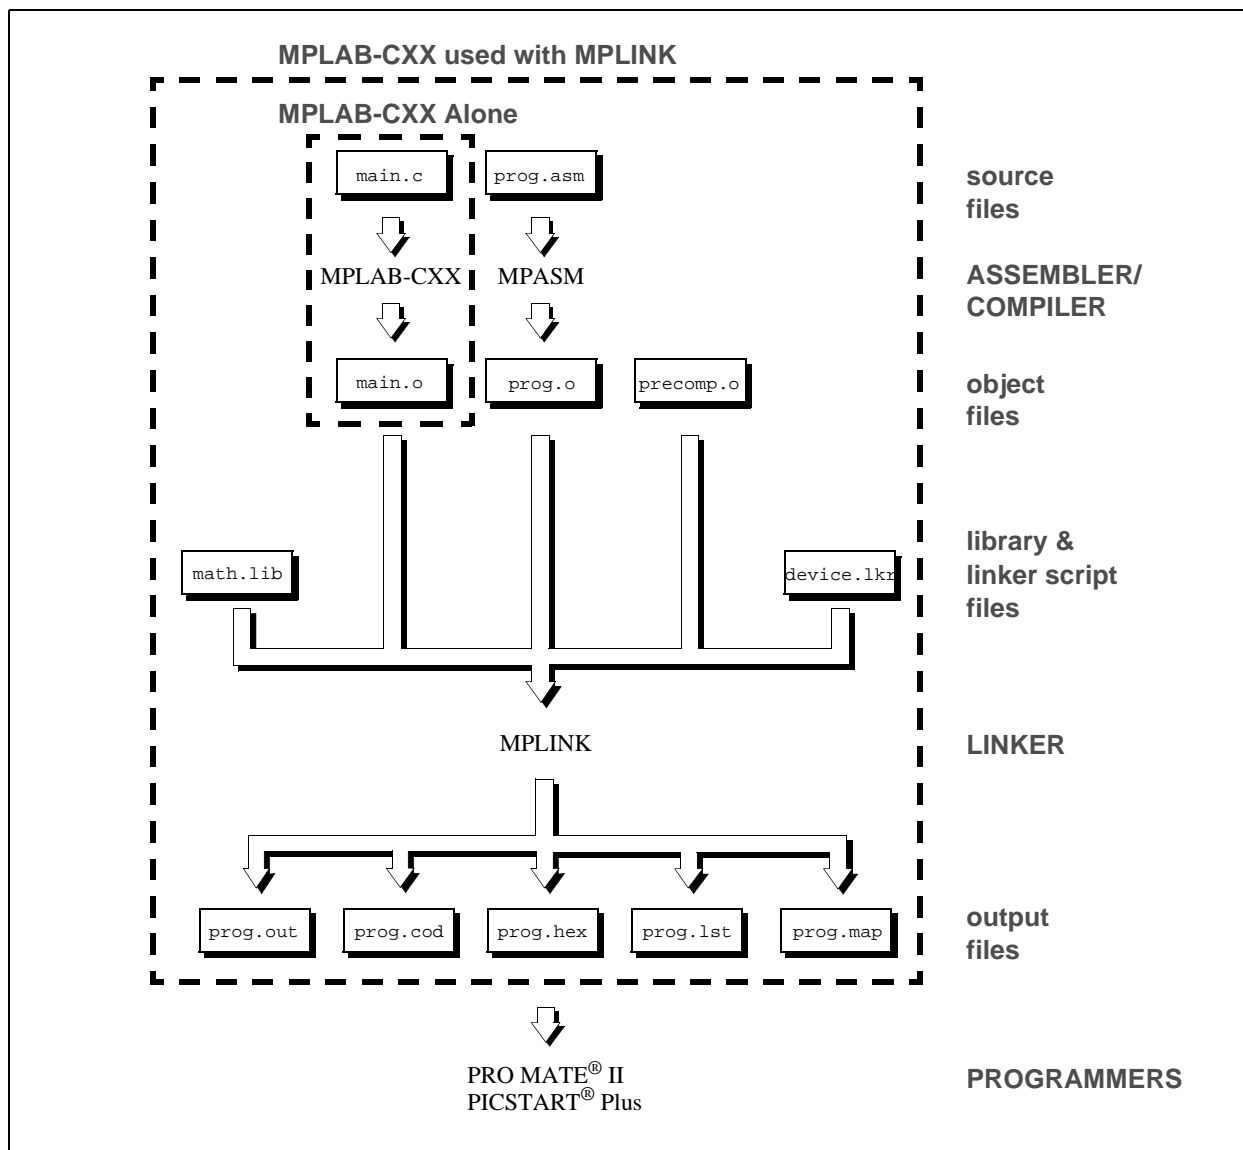 MPLAB-CXX used with MPLINK
MPLAB-CXX Alone
main.c
prog.asm
source
files
MPLAB-CXX
MPASM
ASSEMBLER/
COMPILER
main.o
prog.o
precomp.o
object
files
math.lib
device.lkr
library &
linker script
files
MPLINK
LINKER
prog.out
prog.cod
prog.hex
prog.lst
prog.map
output
files
PRO MATE® II
PICSTART® Plus
PROGRAMMERS